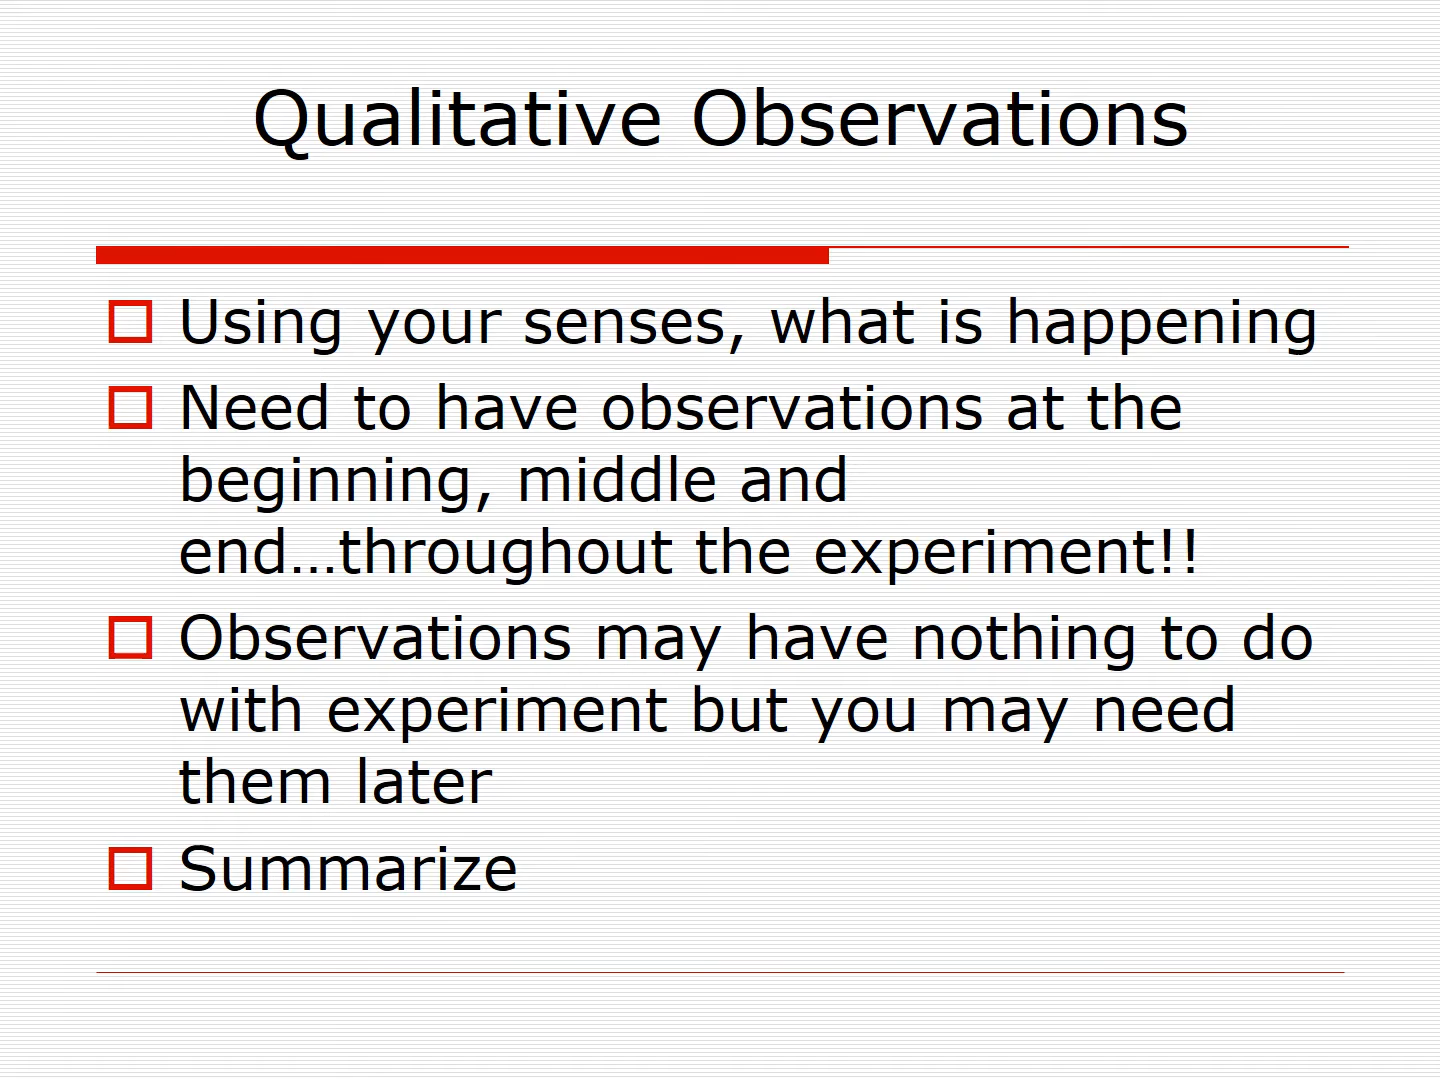 Qualitative Observations
Using your senses, what is happening
Need to have observations at the
beginning, middle and
end…throughout the experiment!!
Observations may have nothing to do
with experiment but you may need
them later
Summarize